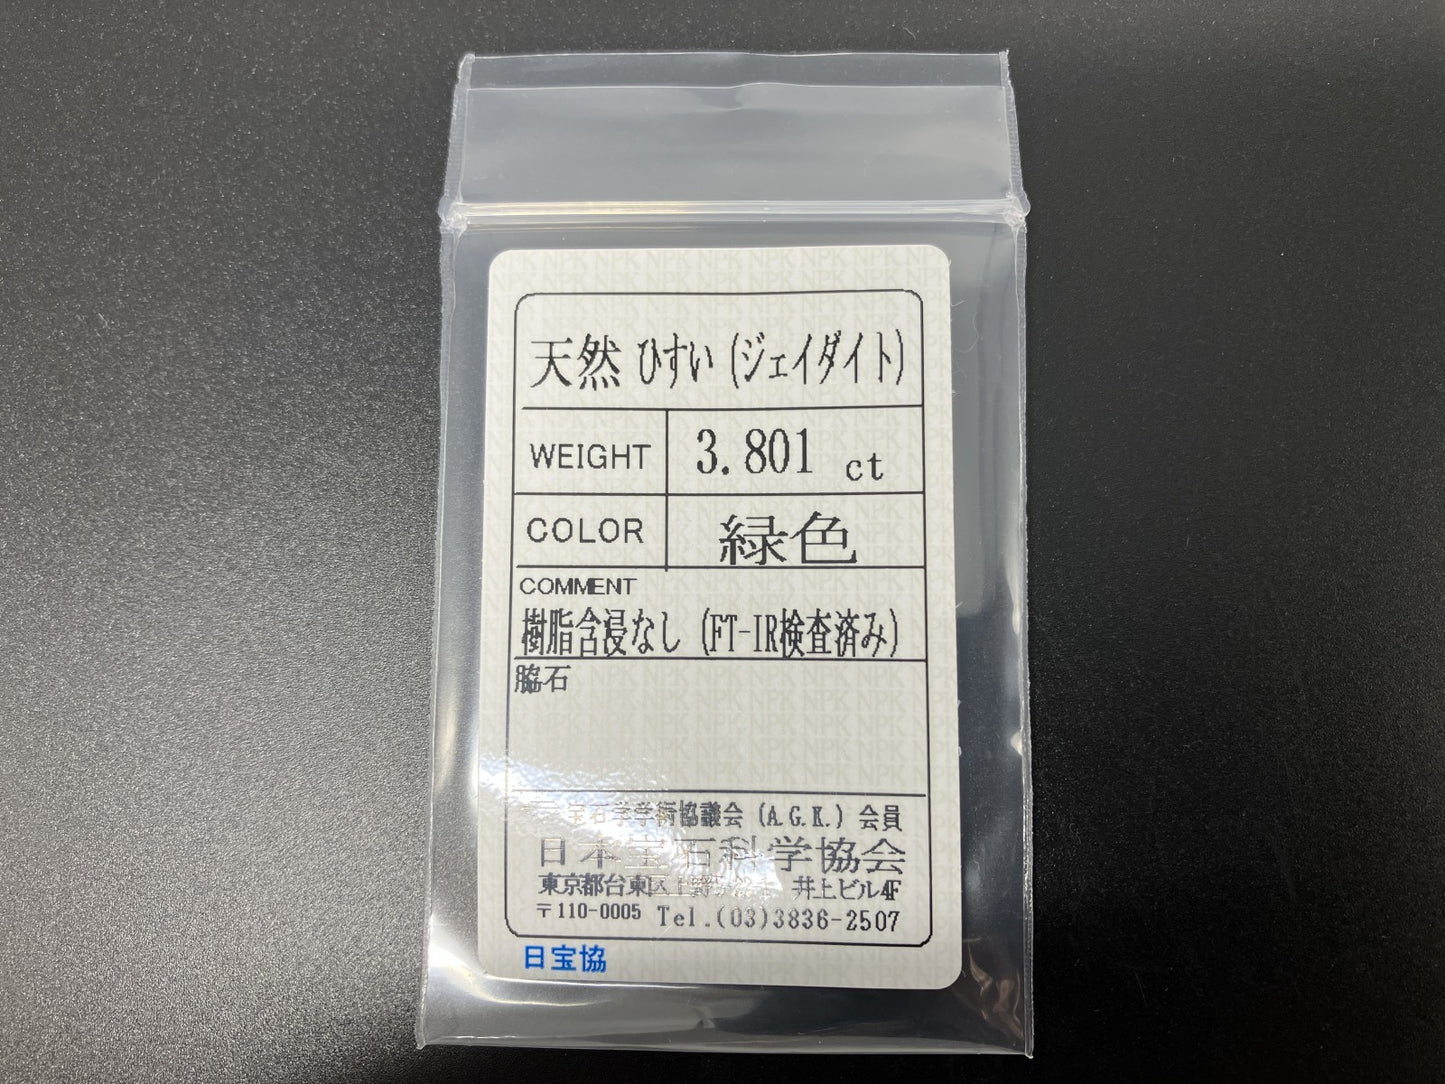 天然 ひすい (ジェイダイト)
WEIGHT 3.801 ct
COLOR 緑色
COMMENT
樹脂含浸なし (FT-IR検査済み)
脇石
宝石学学術協議会 (A.G.K.) 会員
日本宝石科学協会
東京都台東区上野 井上ビル4F
〒110-0005 Tel.(03)3836-2507
日宝協